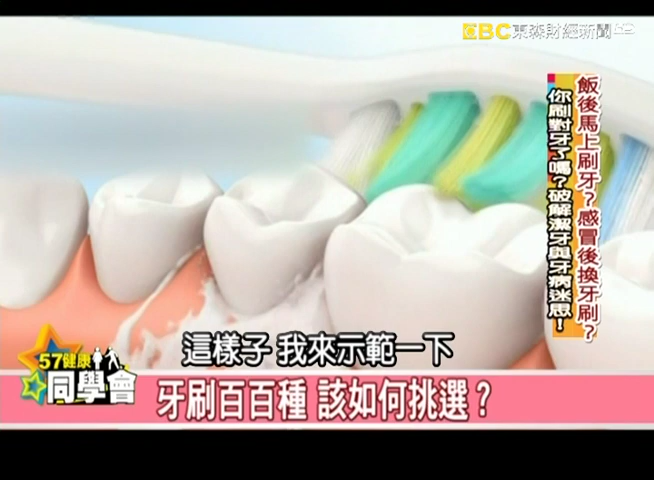 EBC東森財經新聞
飯後馬上刷牙？感冒後換牙刷？
你刷對牙了嗎？破解潔牙與牙病迷思！
這樣子 我來示範一下
57健康
同學會
牙刷百百種 該如何挑選？